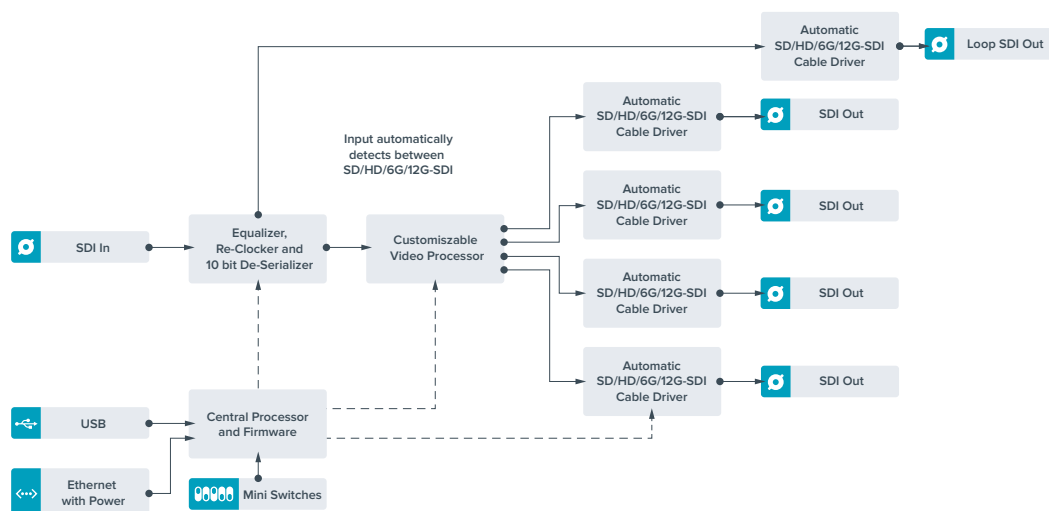 Automatic
SD/HD/6G/12G-SDI
Cable Driver
Loop SDI Out
Automatic
SD/HD/6G/12G-SDI
Cable Driver
SDI Out
Input automatically
detects between
SD/HD/6G/12G-SDI
Automatic
SD/HD/6G/12G-SDI
Cable Driver
SDI Out
SDI In
Equalizer,
Re-Clocker and
10 bit De-Serializer
Customiszable
Video Processor
Automatic
SD/HD/6G/12G-SDI
Cable Driver
SDI Out
Automatic
SD/HD/6G/12G-SDI
Cable Driver
SDI Out
USB
Central Processor
and Firmware
Ethernet
with Power
Mini Switches